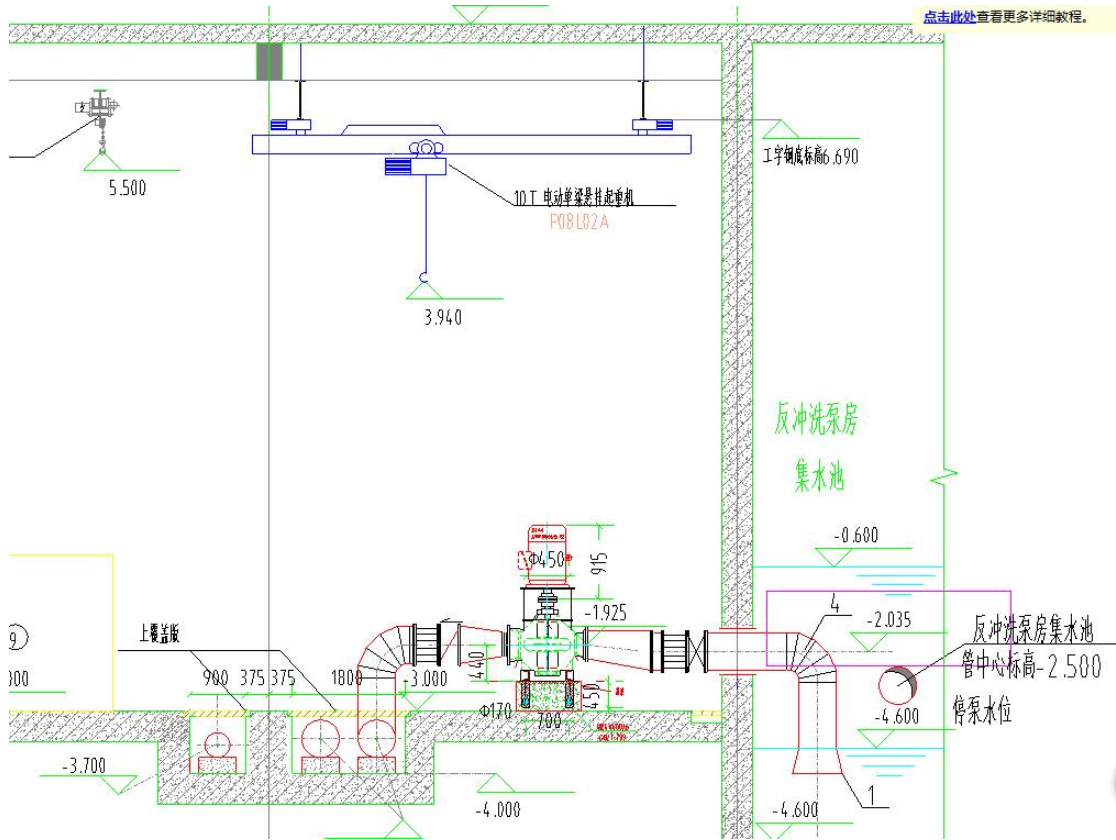 点击此处查看更多详细教程。
5.500
工字钢底标高6.690
10T 电动单梁悬挂起重机
P08L02A
3.940
反冲洗泵房
集水池
-0.600
Φ450
915
-1.925
4
-2.035
反冲洗泵房集水池
管中心标高-2.500
上覆盖板
440
900
375
375
1800
-3.000
450
Φ170
700
停泵水位
-4.600
-3.700
-4.000
1
-4.600